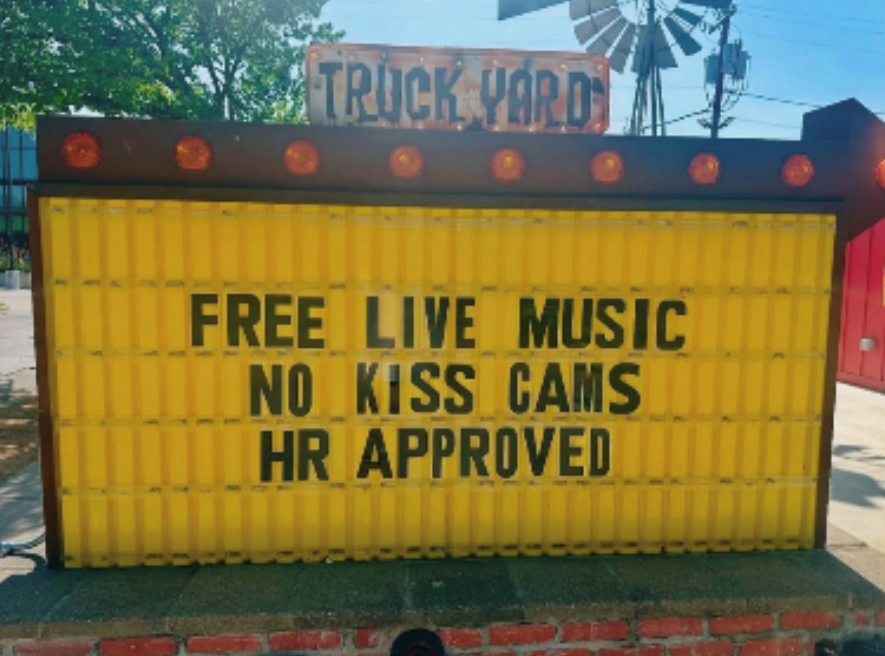 TRUCK YARD
FREE LIVE MUSIC
NO KISS CAMS
HR APPROVED